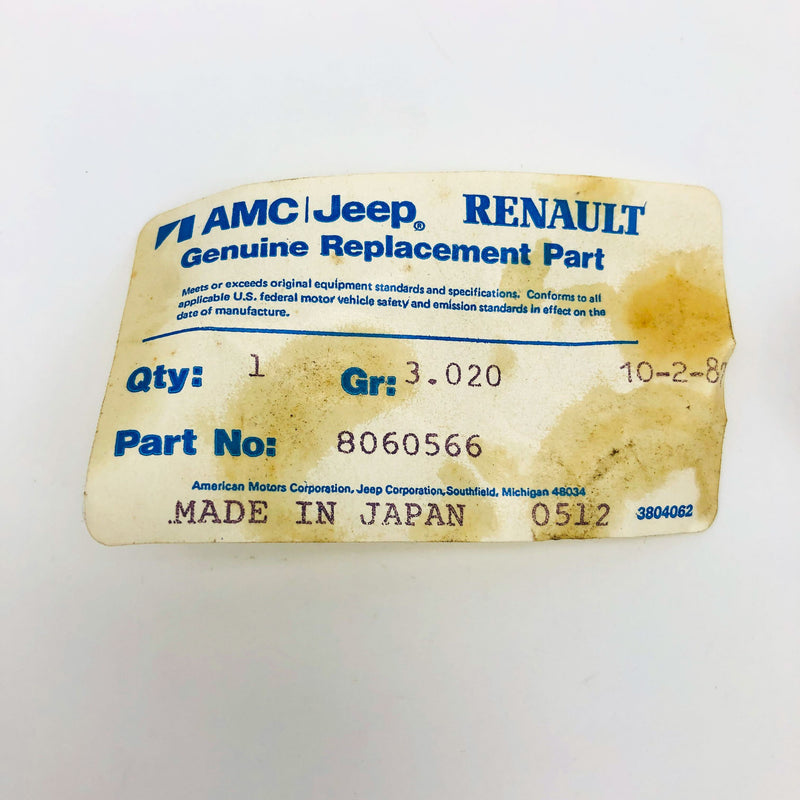 AMC | Jeep® RENAULT
Genuine Replacement Part
Meets or exceeds original equipment standards and specifications. Conforms to all
applicable U.S. federal motor vehicle safety and emission standards in effect on the
date of manufacture.
Qty: 1 Gr: 3.020
Part No: 8060566
American Motors Corporation, Jeep Corporation, Southfield, Michigan 48034
MADE IN JAPAN 0512 3804062